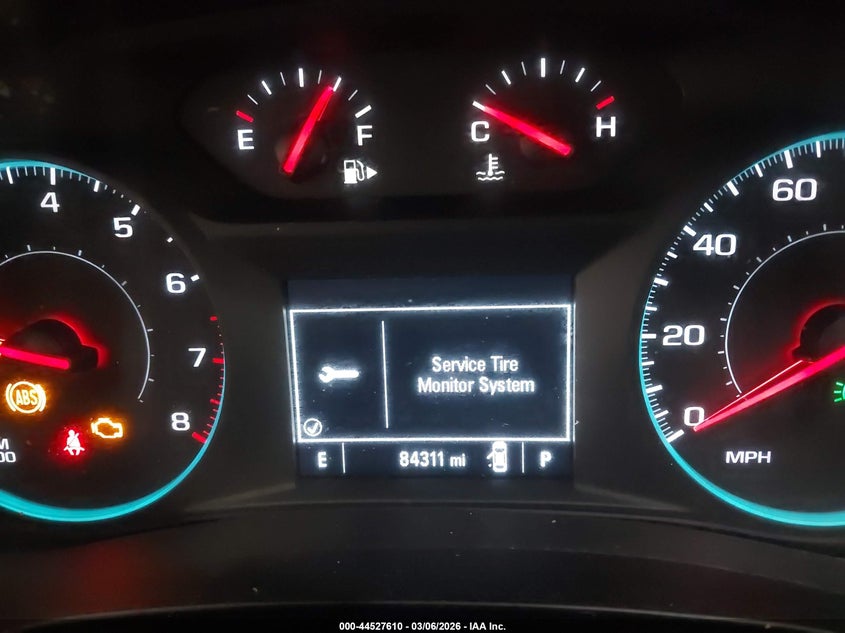 E F
C H
4
5
6
7
8
ABS
60
40
20
0
MPH
Service Tire
Monitor System
E 84311 mi P
000-44527610 - 03/06/2026 - IAA Inc.